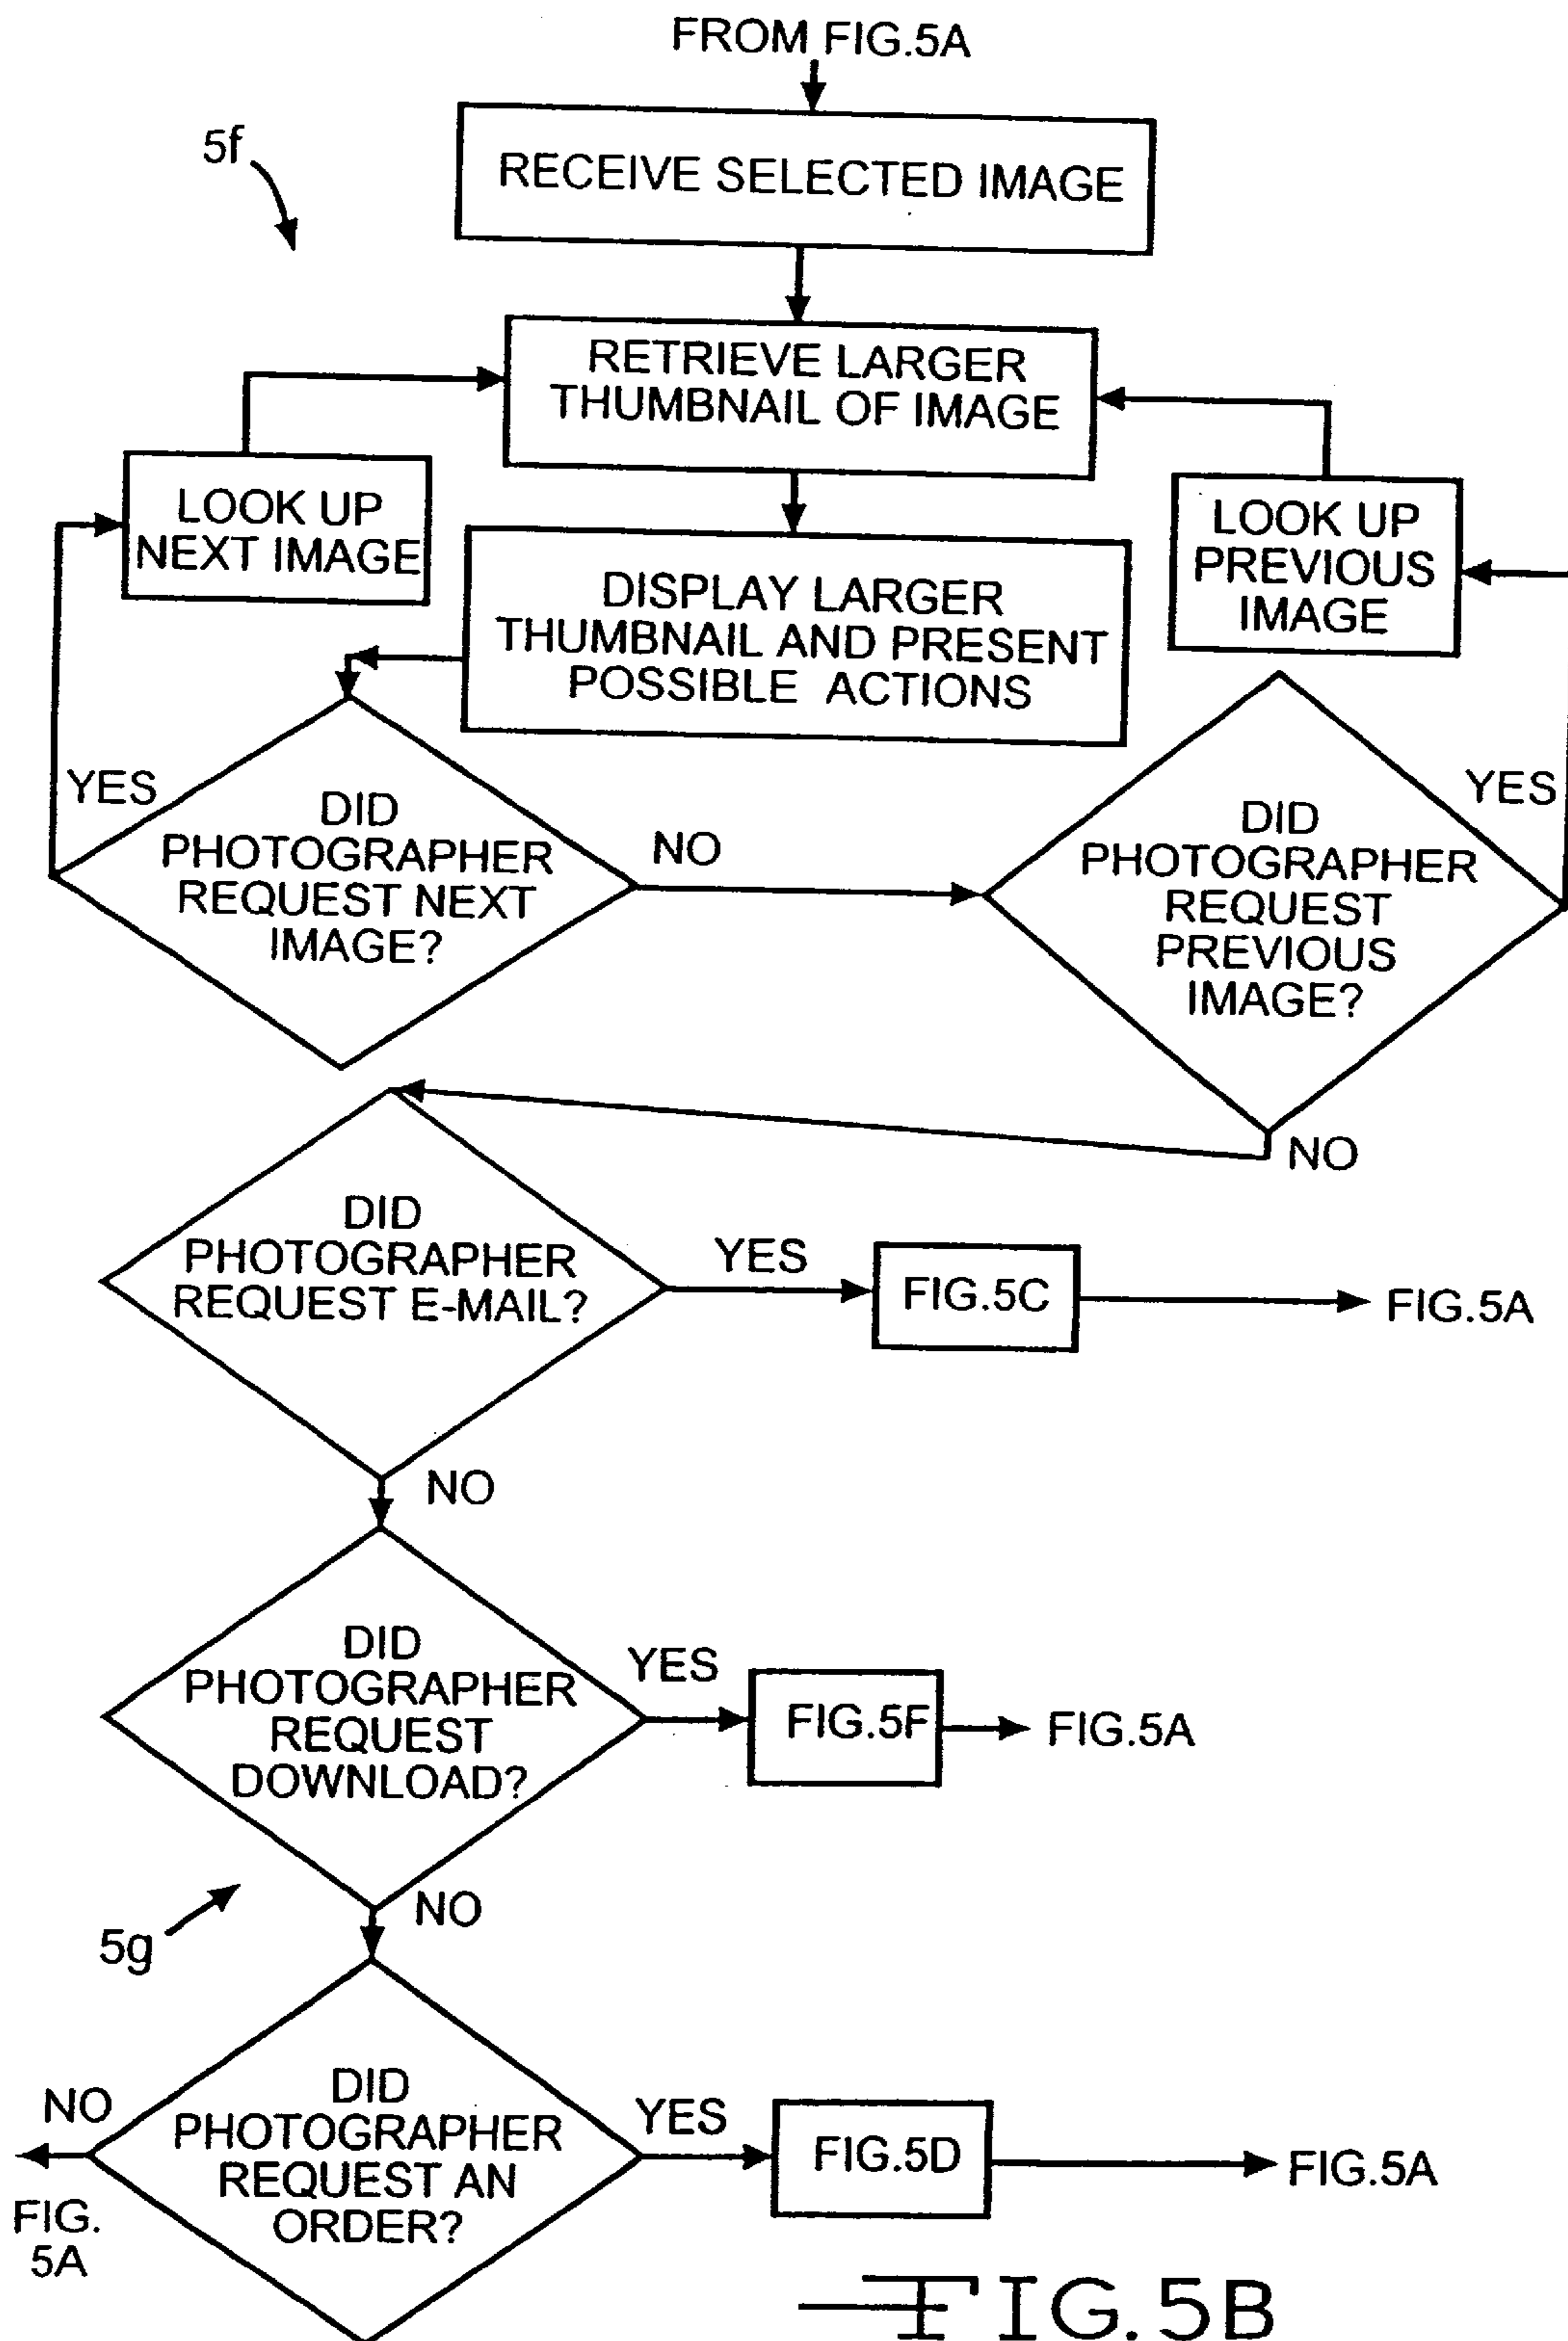 FROM FIG.5A
5f
RECEIVE SELECTED IMAGE
RETRIEVE LARGER
THUMBNAIL OF IMAGE
LOOK UP
NEXT IMAGE
LOOK UP
PREVIOUS
IMAGE
DISPLAY LARGER
THUMBNAIL AND PRESENT
POSSIBLE ACTIONS
YES
DID
PHOTOGRAPHER
REQUEST NEXT
IMAGE?
NO
DID
PHOTOGRAPHER
REQUEST
PREVIOUS
IMAGE?
YES
NO
DID
PHOTOGRAPHER
REQUEST E-MAIL?
YES
FIG.5C
FIG.5A
NO
DID
PHOTOGRAPHER
REQUEST
DOWNLOAD?
YES
FIG.5F
FIG.5A
5g
NO
NO
FIG.
5A
DID
PHOTOGRAPHER
REQUEST AN
ORDER?
YES
FIG.5D
FIG.5A
FIG.5B